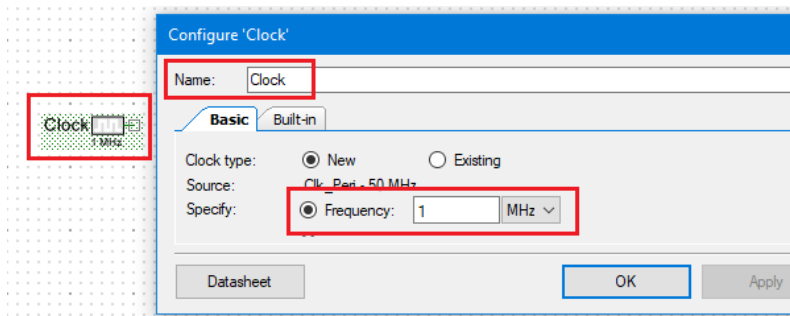 Configure 'Clock'
Name: Clock
Clock
1 MHz
Basic Built-in
Clock type: New Existing
Source: Clk_Peri - 50 MHz
Specify: Frequency: 1 MHz
Datasheet OK Apply